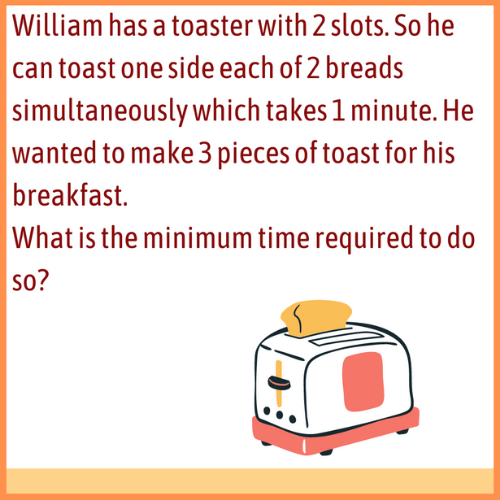 William has a toaster with 2 slots. So he
can toast one side each of 2 breads
simultaneously which takes 1 minute. He
wanted to make 3 pieces of toast for his
breakfast.
What is the minimum time required to do
so?